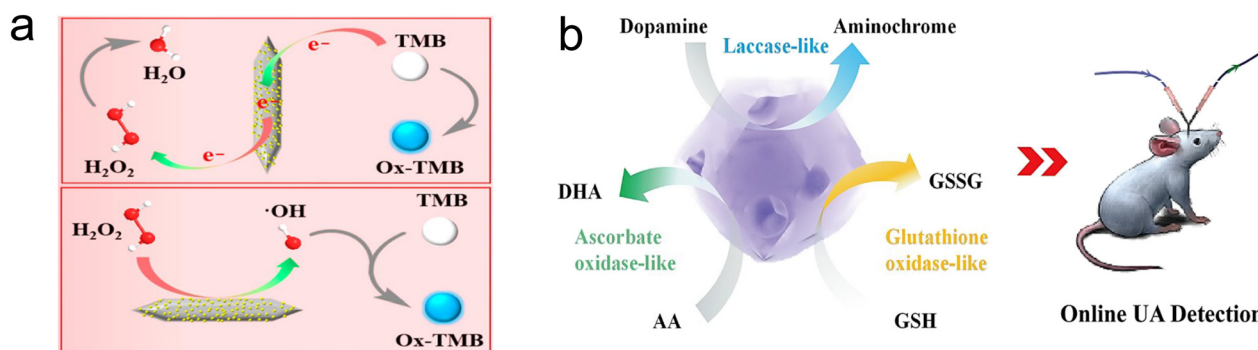 a
e⁻
TMB
H₂O
e⁻
H₂O₂
e⁻
Ox-TMB
TMB
H₂O₂
·OH
Ox-TMB
b
Dopamine
Laccase-like
Aminochrome
DHA
GSSG
Ascorbate
oxidase-like
Glutathione
oxidase-like
AA
GSH
Online UA Detection